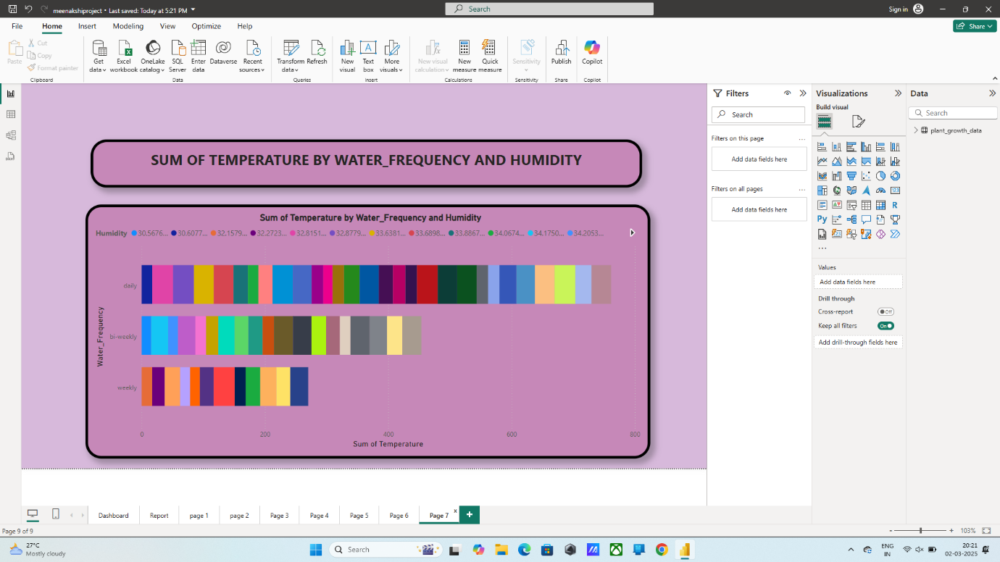 meenakshiproject • Last saved: Today at 5:21 PM
Search
Sign in
File Home Insert Modeling View Optimize Help
Share
Paste
Cut
Copy
Format painter
Clipboard
Get data
Excel workbook
OneLake catalog
SQL Server
Enter data
Dataverse
Recent sources
Data
Transform data
Refresh
Queries
New visual
Text box
More visuals
Insert
New visual calculation
New measure
Quick measure
Calculations
Sensitivity
Sensitivity
Publish
Share
Copilot
Copilot
SUM OF TEMPERATURE BY WATER_FREQUENCY AND HUMIDITY
Sum of Temperature by Water_Frequency and Humidity
Humidity 30.5676... 30.6077... 32.1579... 32.2723... 32.8151... 32.8779... 33.6381... 33.6898... 33.8867... 34.0674... 34.1750... 34.2053...
Water_Frequency
daily
bi-weekly
weekly
0 200 400 600 800
Sum of Temperature
Filters
Search
Filters on this page ...
Add data fields here
Filters on all pages ...
Add data fields here
Visualizations
Build visual
123
R
Py
...
Values
Add data fields here
Drill through
Cross-report Off
Keep all filters On
Add drill-through fields here
Data
Search
plant_growth_data
Dashboard Report page 1 page 2 Page 3 Page 4 Page 5 Page 6 Page 7 x +
Page 9 of 9
- + 103%
27°C
Mostly cloudy
Search
ENG
IN
20:21
02-03-2025